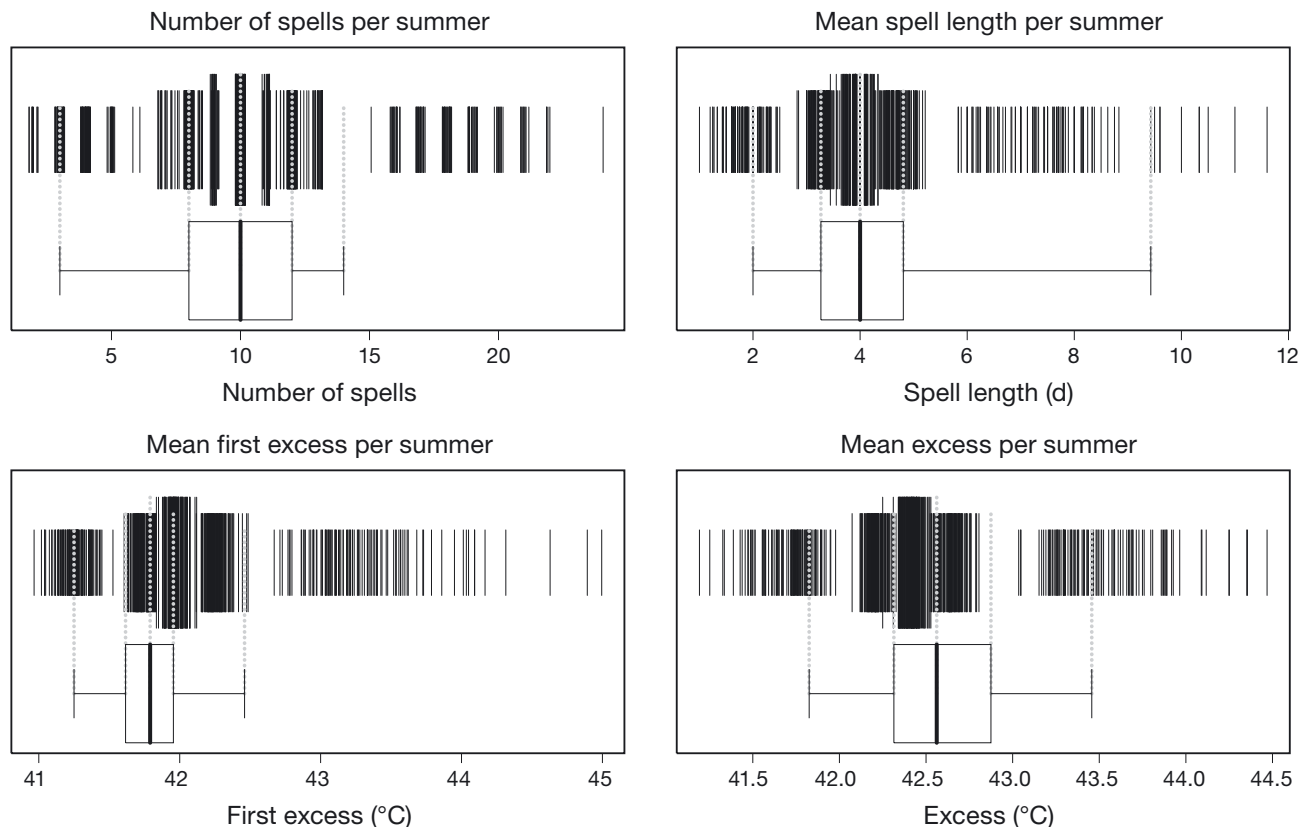 Number of spells per summer
Mean spell length per summer
5 10 15 20
2 4 6 8 10 12
Number of spells
Spell length (d)
Mean first excess per summer
Mean excess per summer
41 42 43 44 45
41.5 42.0 42.5 43.0 43.5 44.0 44.5
First excess (°C)
Excess (°C)